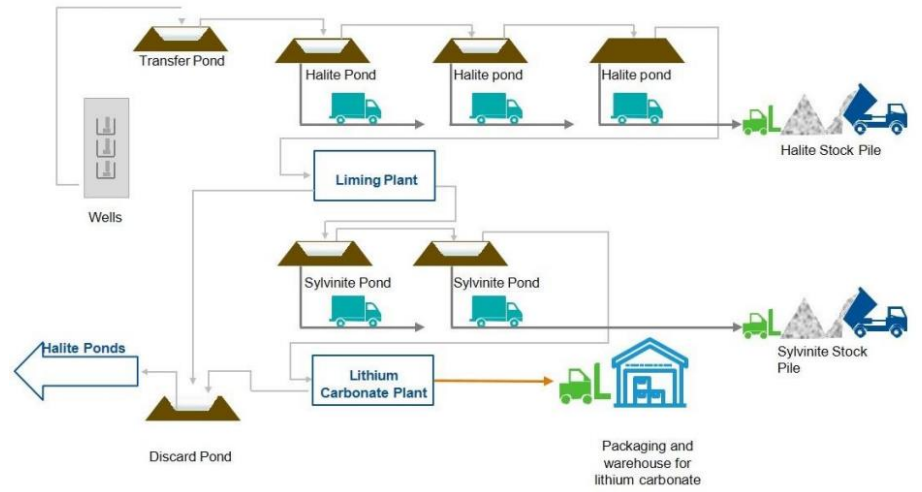 Transfer Pond
Halite Pond
Halite pond
Halite pond
Halite Stock Pile
Liming Plant
Wells
Sylvinite Pond
Sylvinite Pond
Sylvinite Stock
Pile
Halite Ponds
Lithium
Carbonate Plant
Discard Pond
Packaging and
warehouse for
lithium carbonate